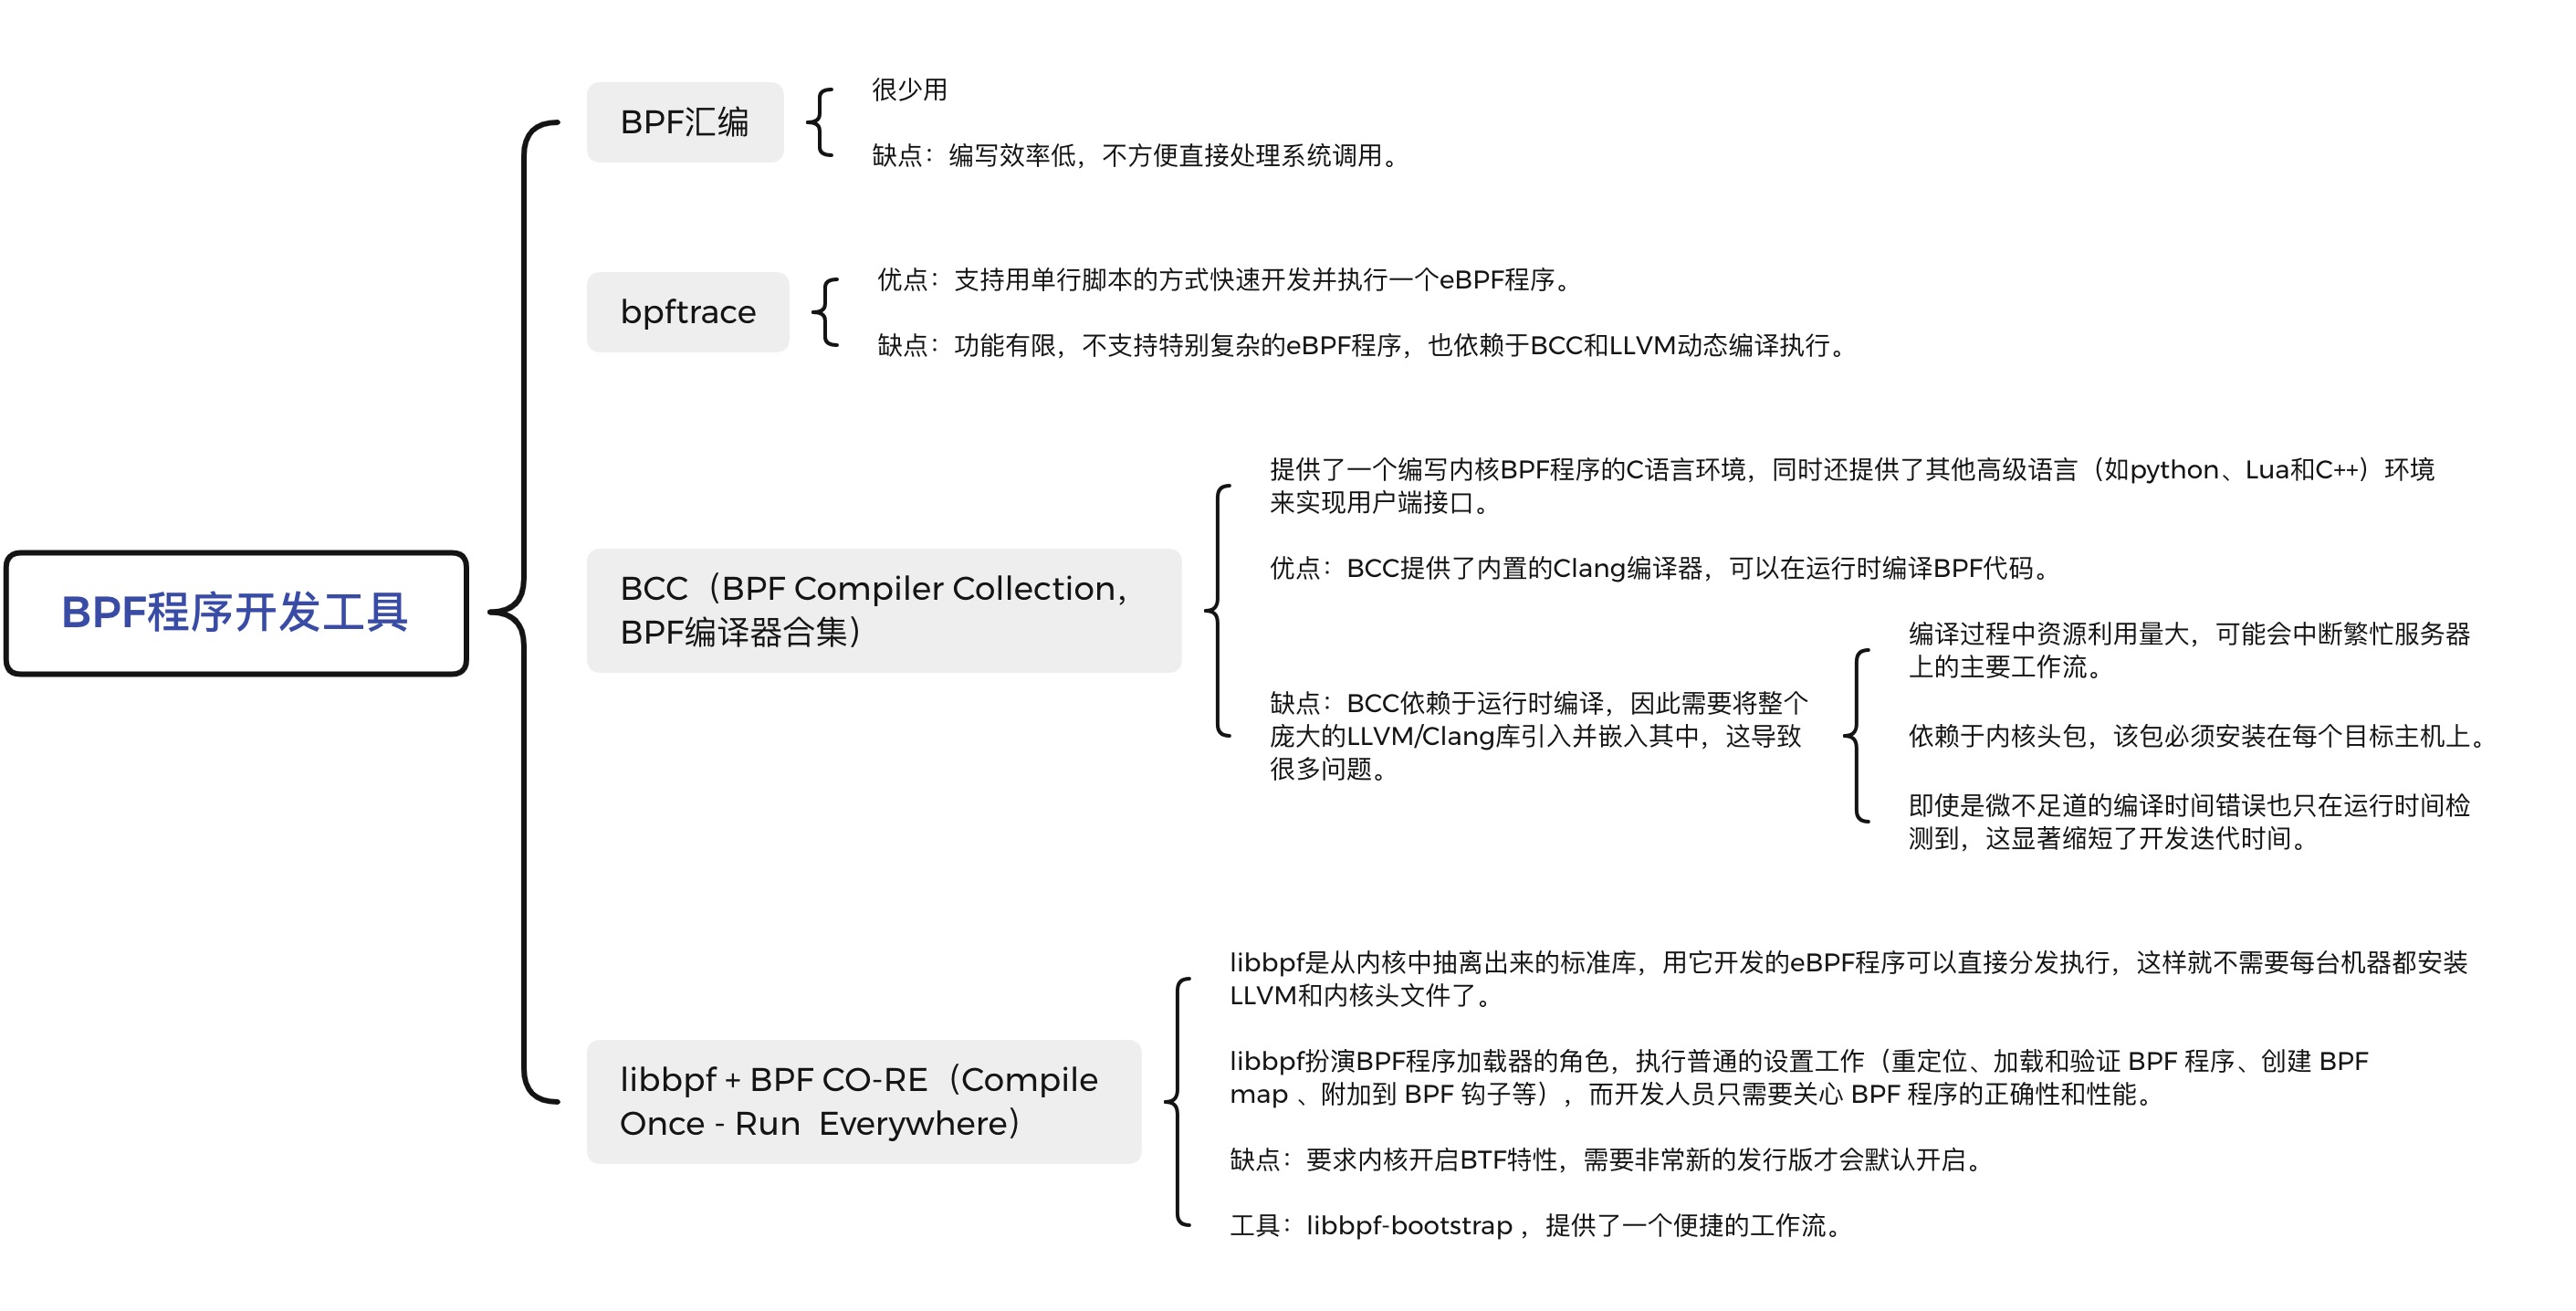 BPF程序开发工具
BPF汇编
很少用
缺点：编写效率低，不方便直接处理系统调用。
bpftrace
优点：支持用单行脚本的方式快速开发并执行一个eBPF程序。
缺点：功能有限，不支持特别复杂的eBPF程序，也依赖于BCC和LLVM动态编译执行。
BCC（BPF Compiler Collection，
BPF编译器合集）
提供了一个编写内核BPF程序的C语言环境，同时还提供了其他高级语言（如python、Lua和C++）环境
来实现用户端接口。
优点：BCC提供了内置的Clang编译器，可以在运行时编译BPF代码。
缺点：BCC依赖于运行时编译，因此需要将整个
庞大的LLVM/Clang库引入并嵌入其中，这导致
很多问题。
编译过程中资源利用量大，可能会中断繁忙服务器
上的主要工作流。
依赖于内核头包，该包必须安装在每个目标主机上。
即使是微不足道的编译时间错误也只在运行时间检
测到，这显著缩短了开发迭代时间。
libbpf + BPF CO-RE（Compile
Once - Run  Everywhere）
libbpf是从内核中抽离出来的标准库，用它开发的eBPF程序可以直接分发执行，这样就不需要每台机器都安装
LLVM和内核头文件了。
libbpf扮演BPF程序加载器的角色，执行普通的设置工作（重定位、加载和验证 BPF 程序、创建 BPF
map 、附加到 BPF 钩子等），而开发人员只需要关心 BPF 程序的正确性和性能。
缺点：要求内核开启BTF特性，需要非常新的发行版才会默认开启。
工具：libbpf-bootstrap ，提供了一个便捷的工作流。